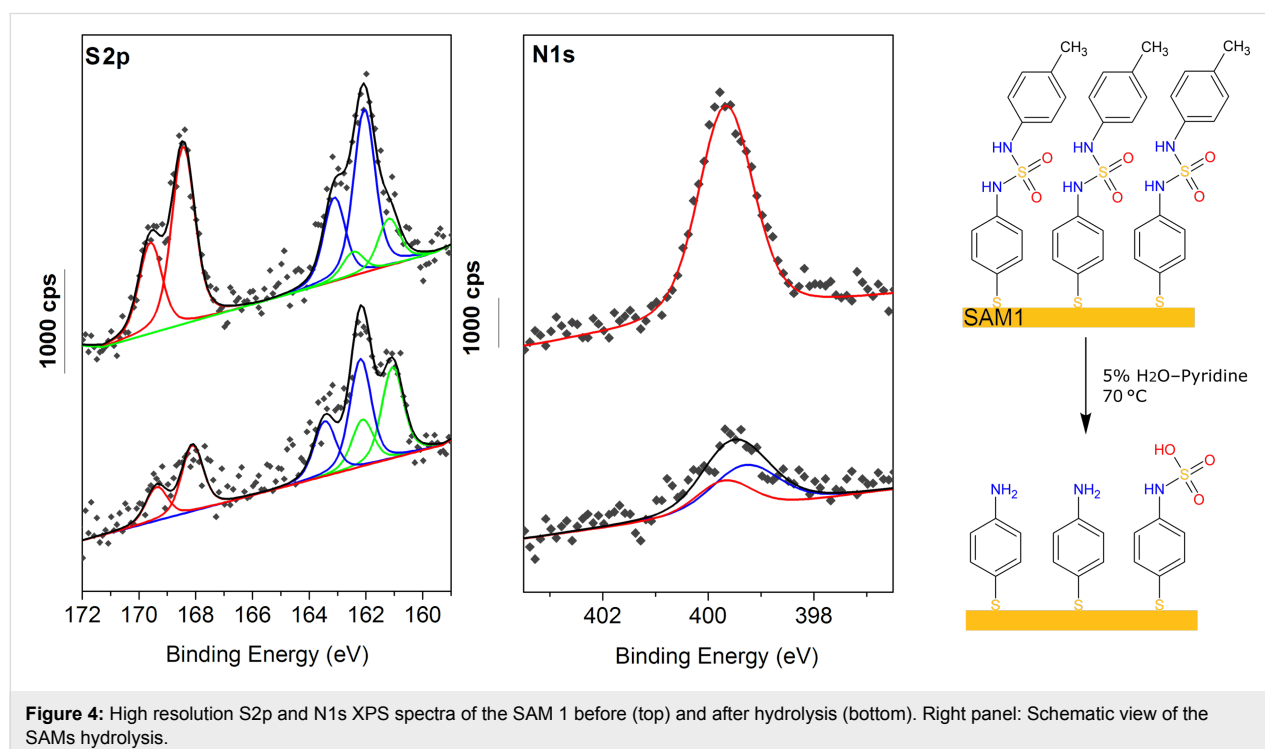 S2p
1000 cps
172 170 168 166 164 162 160
Binding Energy (eV)
N1s
1000 cps
402 400 398
Binding Energy (eV)
CH3 CH3 CH3
HN O HN O HN O
S S S
HN O HN O HN O
S S S
SAM1
5% H2O–Pyridine
70 °C
HO O
S
NH2 NH2 HN O
S S S
Figure 4: High resolution S2p and N1s XPS spectra of the SAM 1 before (top) and after hydrolysis (bottom). Right panel: Schematic view of the
SAMs hydrolysis.